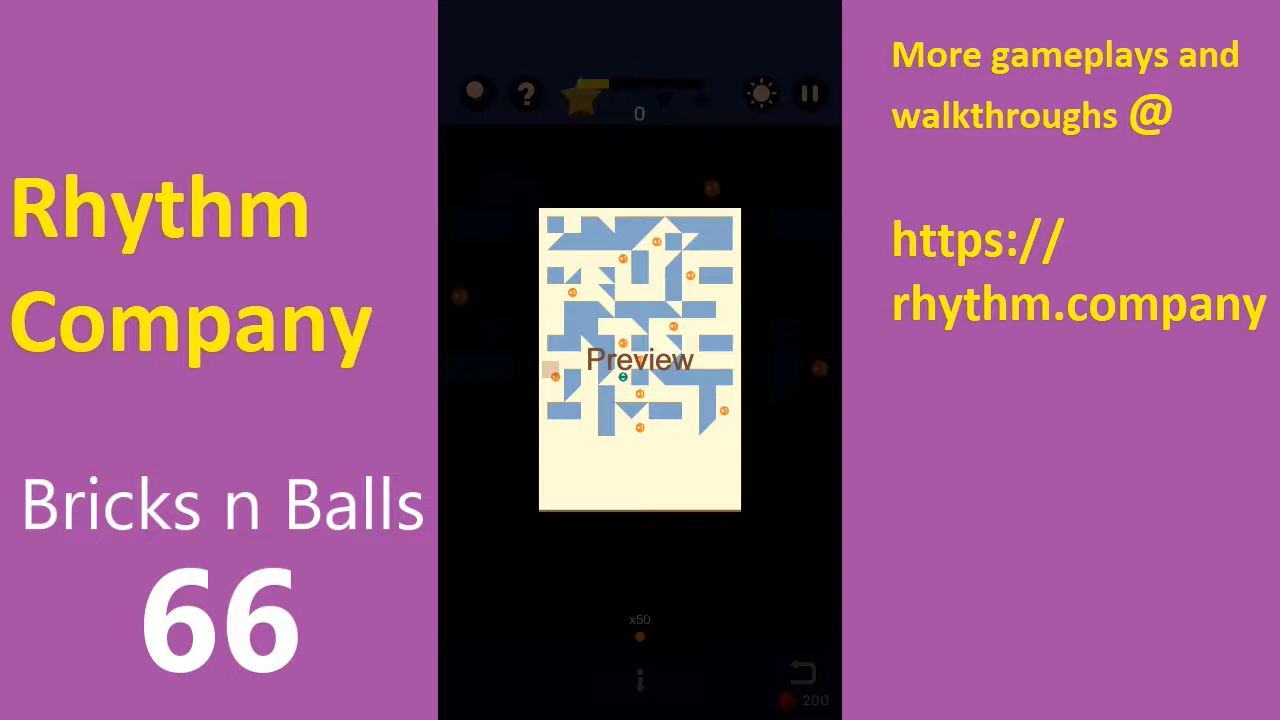 Rhythm
Company
Bricks n Balls
66
?
0
Preview
x50
200
More gameplays and
walkthroughs @
https://
rhythm.company